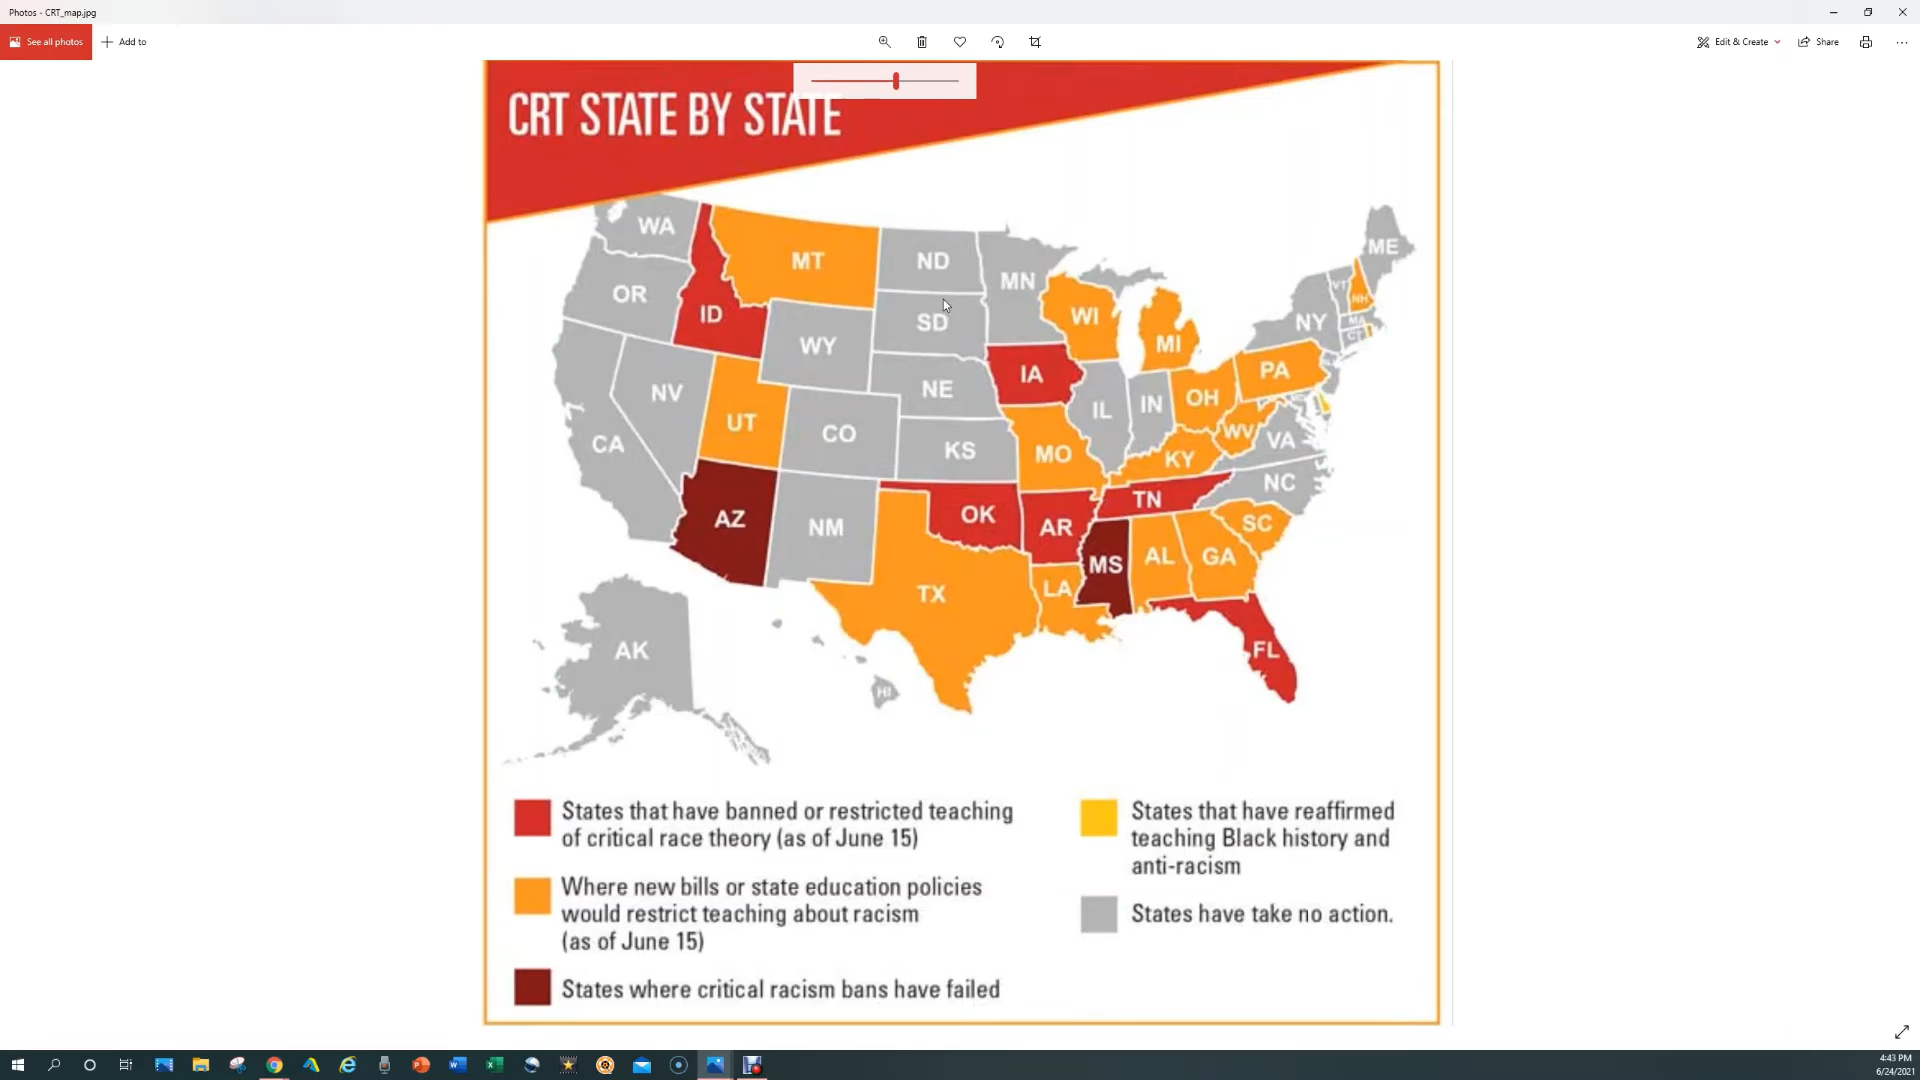 Photos - CRT_map.jpg
See all photos
Add to
Edit & Create
Share
CRT STATE BY STATE
WA
MT
ND
MN
ME
OR
ID
SD
WI
VT
NH
WY
MI
NY
MA
CT
NV
UT
NE
IA
PA
CA
CO
KS
MO
IL
IN
OH
WV
VA
KY
NC
AZ
NM
OK
AR
TN
SC
TX
LA
MS
AL
GA
AK
HI
FL
States that have banned or restricted teaching
of critical race theory (as of June 15)
Where new bills or state education policies
would restrict teaching about racism
(as of June 15)
States where critical racism bans have failed
States that have reaffirmed
teaching Black history and
anti-racism
States have take no action.
4:43 PM
6/24/2021